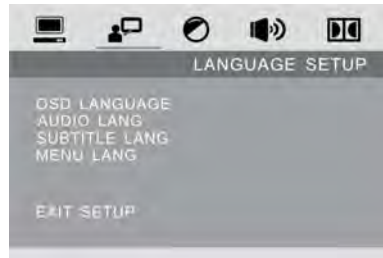 LANGUAGE SETUP
OSD LANGUAGE
AUDIO LANG
SUBTITLE LANG
MENU LANG
EXIT SETUP